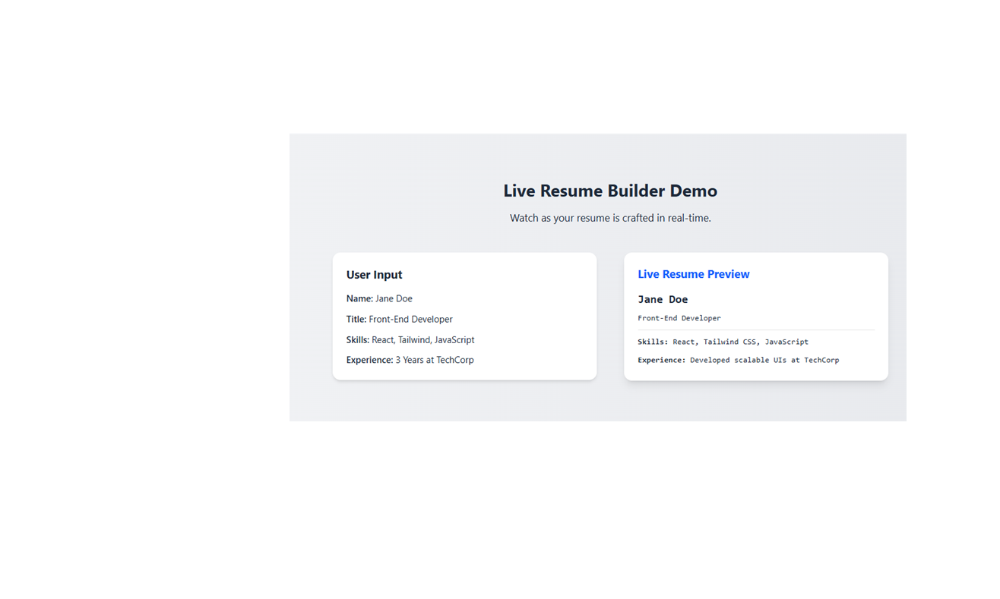 Live Resume Builder Demo
Watch as your resume is crafted in real-time.
User Input
Name: Jane Doe
Title: Front-End Developer
Skills: React, Tailwind, JavaScript
Experience: 3 Years at TechCorp
Live Resume Preview
Jane Doe
Front-End Developer
Skills: React, Tailwind CSS, JavaScript
Experience: Developed scalable UIs at TechCorp